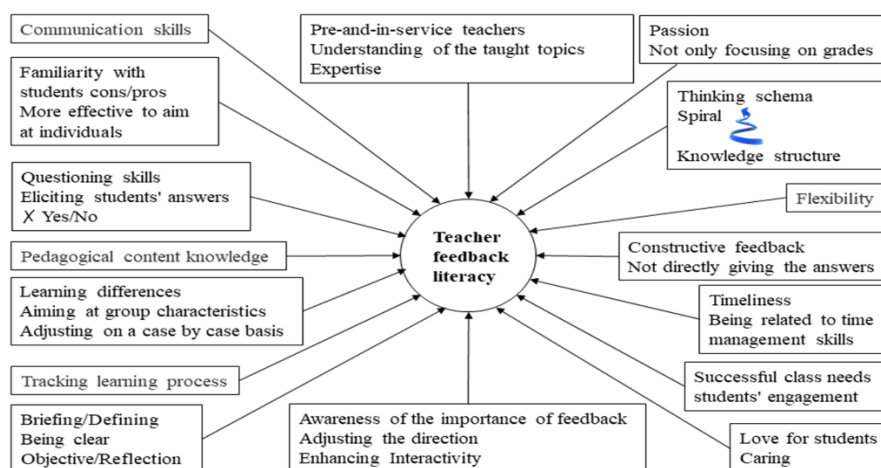 Communication skills
Pre-and-in-service teachers
Understanding of the taught topics
Expertise
Passion
Not only focusing on grades
Familiarity with
students cons/pros
More effective to aim
at individuals
Thinking schema
Spiral
Knowledge structure
Questioning skills
Eliciting students' answers
✗ Yes/No
Flexibility
Teacher
feedback
literacy
Pedagogical content knowledge
Constructive feedback
Not directly giving the answers
Learning differences
Aiming at group characteristics
Adjusting on a case by case basis
Timeliness
Being related to time
management skills
Tracking learning process
Successful class needs
students' engagement
Briefing/Defining
Being clear
Objective/Reflection
Awareness of the importance of feedback
Adjusting the direction
Enhancing Interactivity
Love for students
Caring